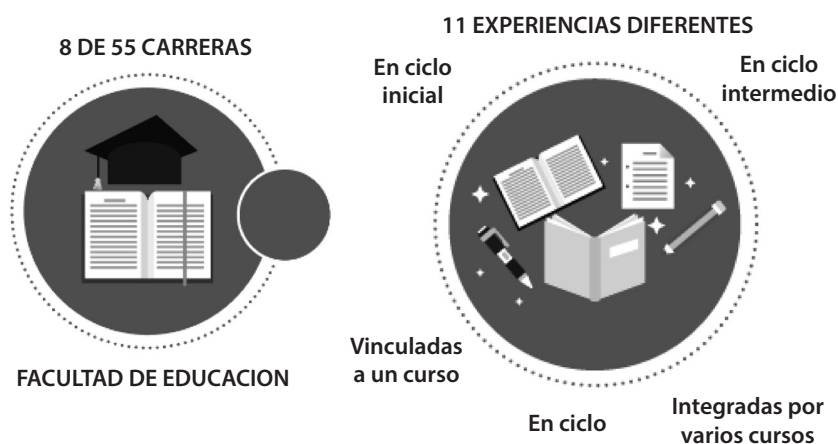 8 DE 55 CARRERAS
FACULTAD DE EDUCACION
11 EXPERIENCIAS DIFERENTES
En ciclo
inicial
En ciclo
intermedio
Vinculadas
a un curso
En ciclo
Integradas por
varios cursos